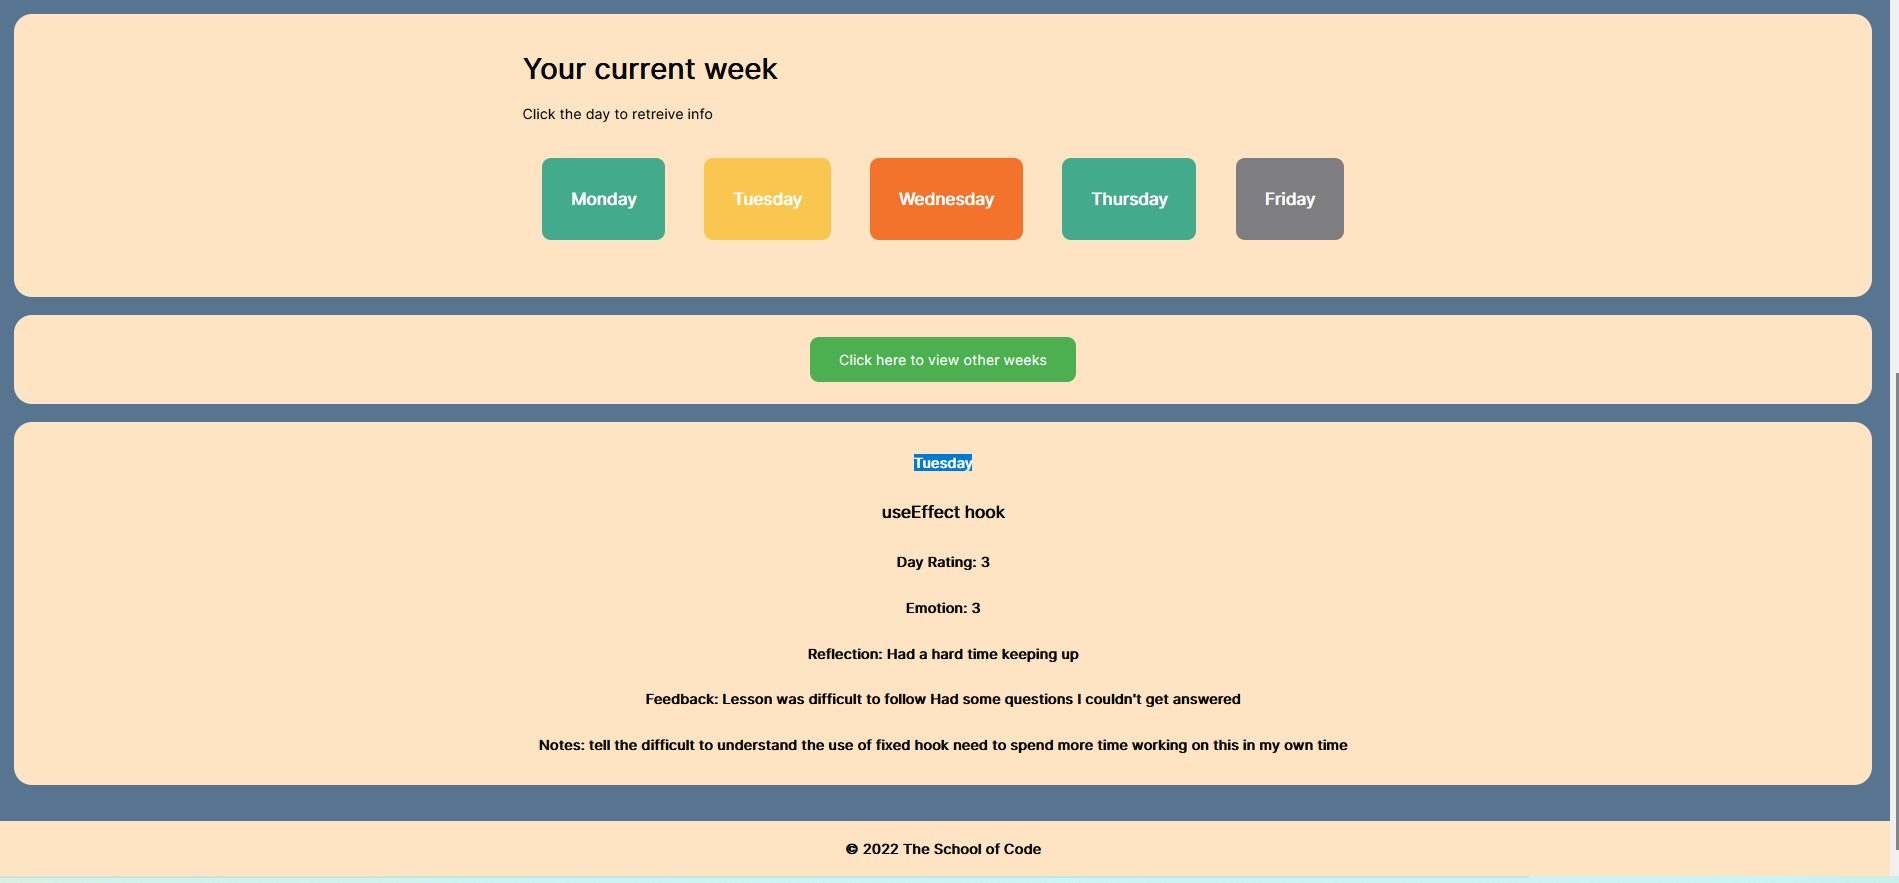 Your current week
Click the day to retreive info
Monday Tuesday Wednesday Thursday Friday
Click here to view other weeks
Tuesday
useEffect hook
Day Rating: 3
Emotion: 3
Reflection: Had a hard time keeping up
Feedback: Lesson was difficult to follow Had some questions I couldn't get answered
Notes: tell the difficult to understand the use of fixed hook need to spend more time working on this in my own time
© 2022 The School of Code